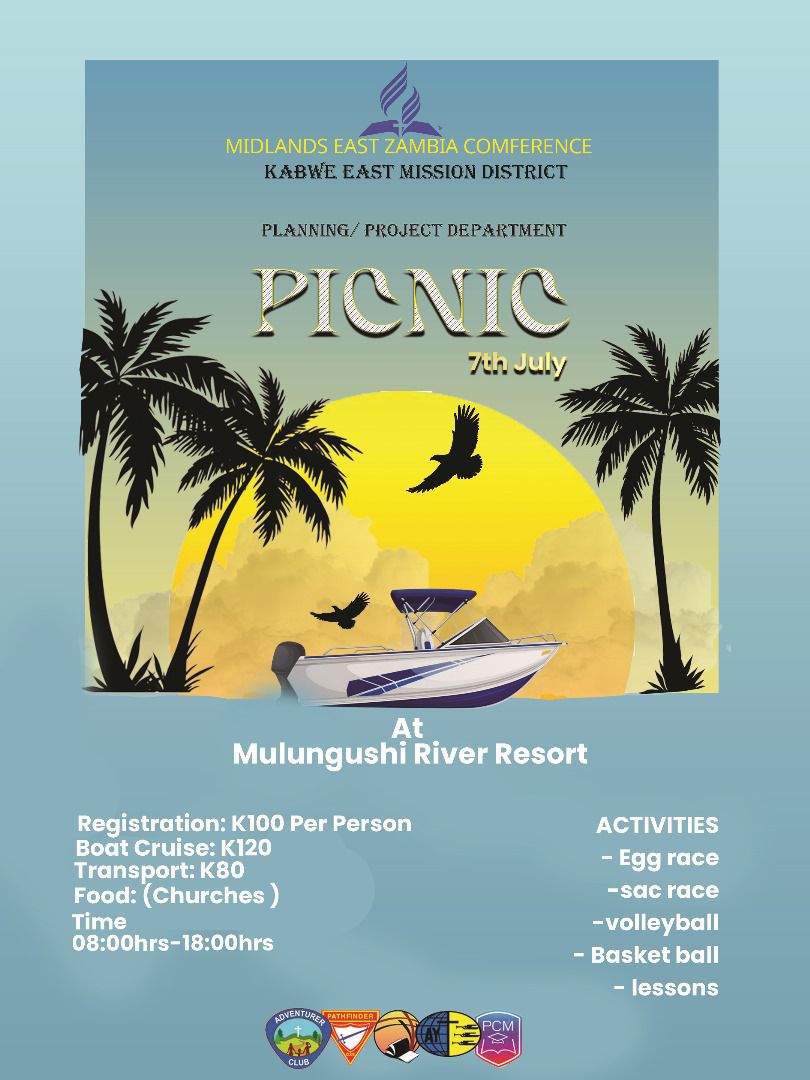 MIDLANDS EAST ZAMBIA COMFERENCE
KABWE EAST MISSION DISTRICT
PLANNING/ PROJECT DEPARTMENT
PICNIC
7th July
At
Mulungushi River Resort
Registration: K100 Per Person
Boat Cruise: K120
Transport: K80
Food: (Churches )
Time
08:00hrs-18:00hrs
ACTIVITIES
- Egg race
-sac race
-volleyball
- Basket ball
- lessons
ADVENTURER
CLUB
PATHFINDER
CLUB
AY
PCM